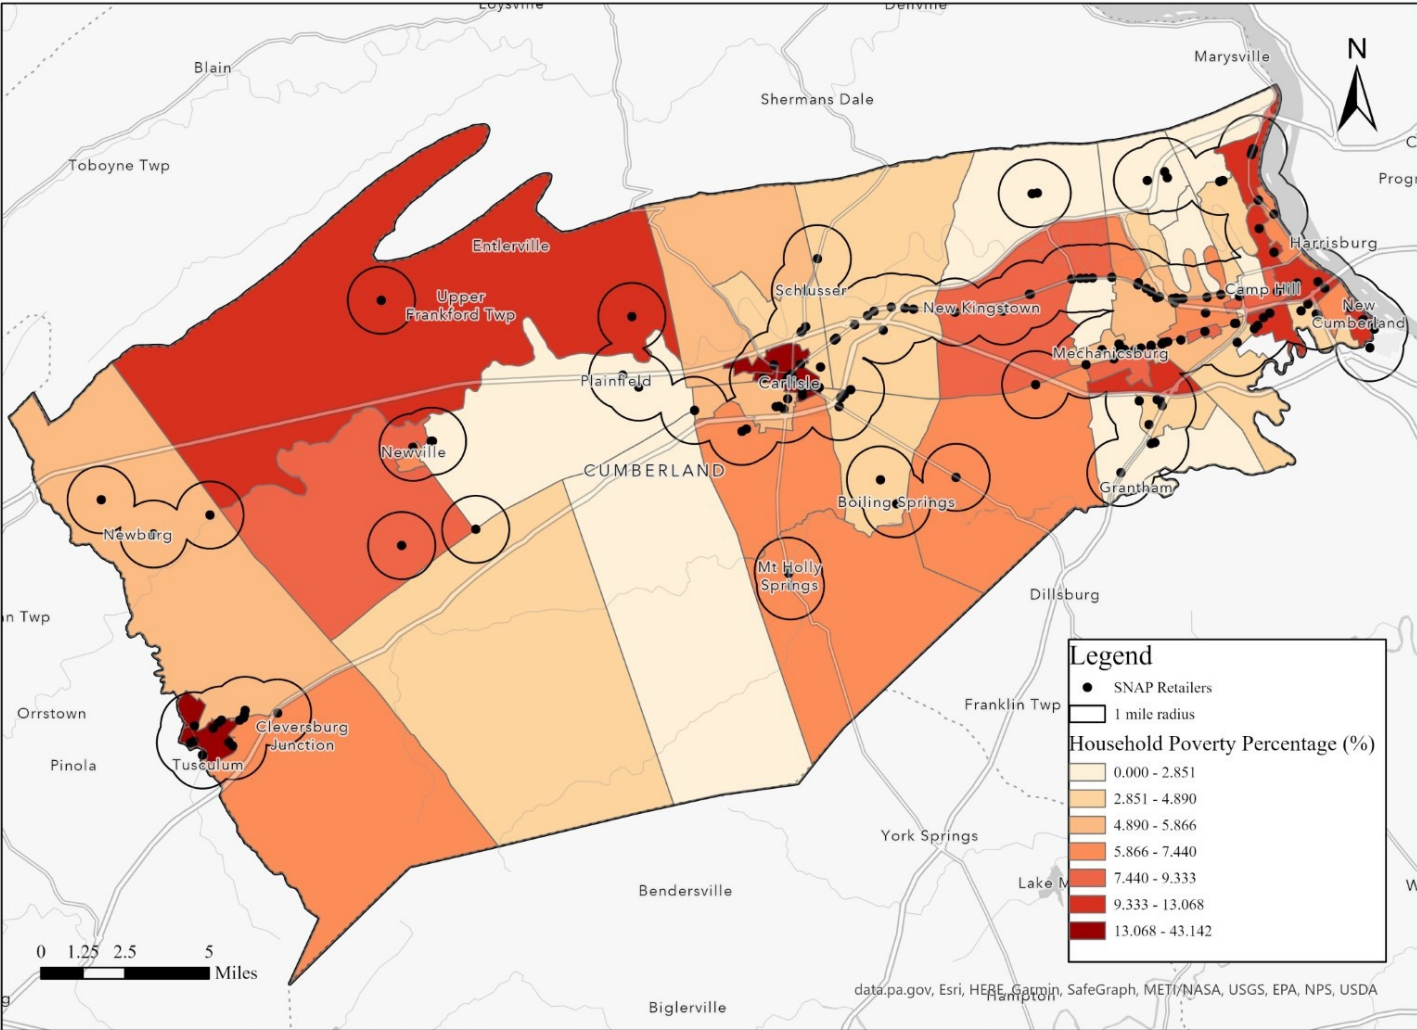 Loysville
Denville
Blain
Marysville
N
Shermans Dale
Toboyne Twp
Entlerville
Harrisburg
Upper
Frankford Twp
Schlusser
New Kingstown
Camp Hill
New
Cumberland
Mechanicsburg
Plainfield
Carlisle
Newville
CUMBERLAND
Grantham
Boiling Springs
Newburg
Mt Holly
Springs
Dillsburg
Legend
SNAP Retailers
1 mile radius
Household Poverty Percentage (%)
0.000 - 2.851
2.851 - 4.890
4.890 - 5.866
5.866 - 7.440
7.440 - 9.333
9.333 - 13.068
13.068 - 43.142
Orrstown
Franklin Twp
Cleversburg
Junction
Pinola
Tusculum
York Springs
Bendersville
0 1.25 2.5 5
Miles
data.pa.gov, Esri, HERE, Garmin, SafeGraph, METI/NASA, USGS, EPA, NPS, USDA
Hampton
Biglerville